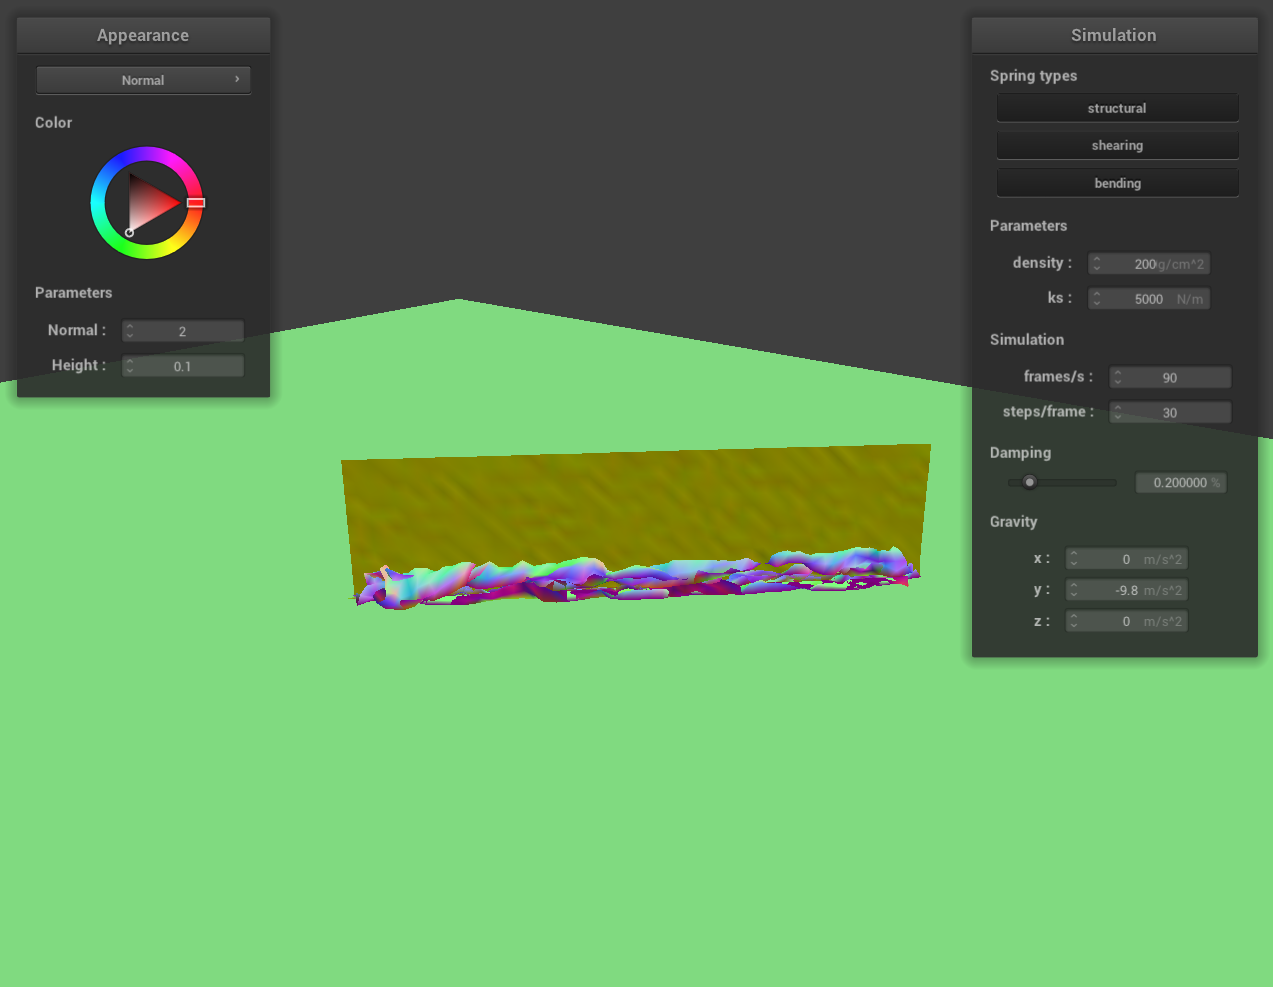 Appearance
Normal
Color
Parameters
Normal : 2
Height : 0.1
Simulation
Spring types
structural
shearing
bending
Parameters
density : 200 g/cm^2
ks : 5000 N/m
Simulation
frames/s : 90
steps/frame : 30
Damping
0.200000 %
Gravity
x : 0 m/s^2
y : -9.8 m/s^2
z : 0 m/s^2